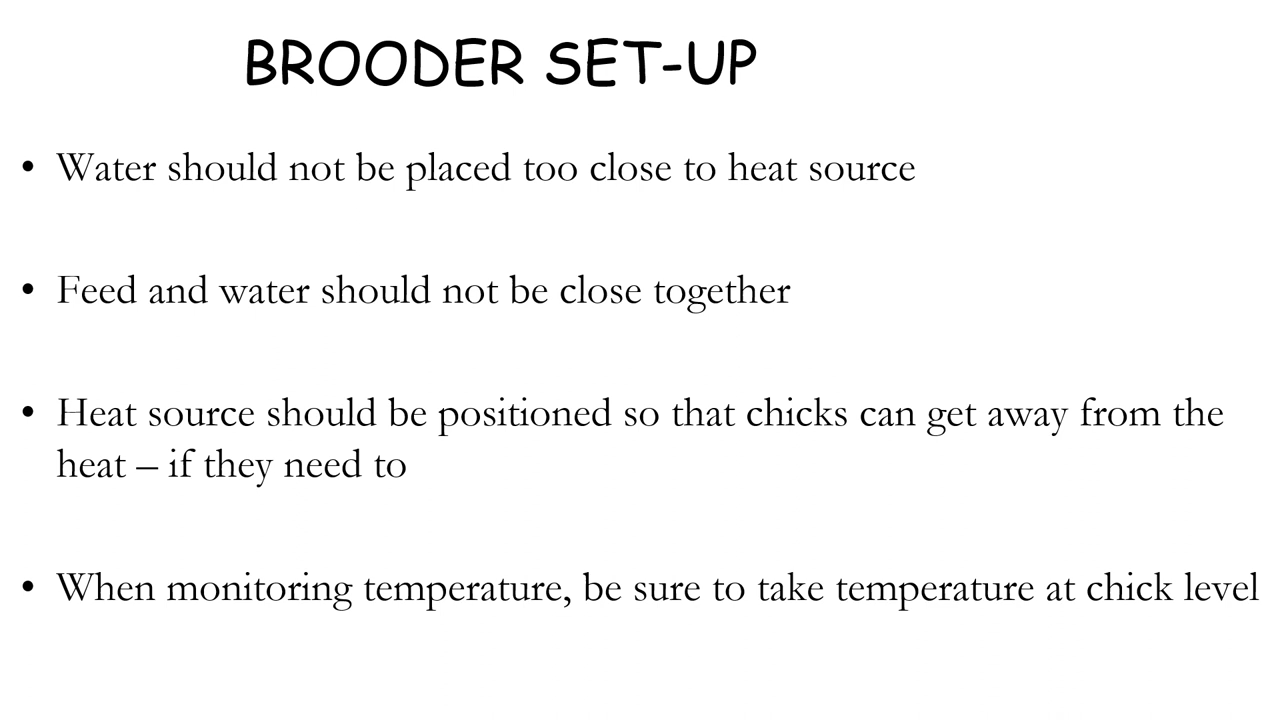 BROODER SET-UP
• Water should not be placed too close to heat source
• Feed and water should not be close together
• Heat source should be positioned so that chicks can get away from the
heat – if they need to
• When monitoring temperature, be sure to take temperature at chick level